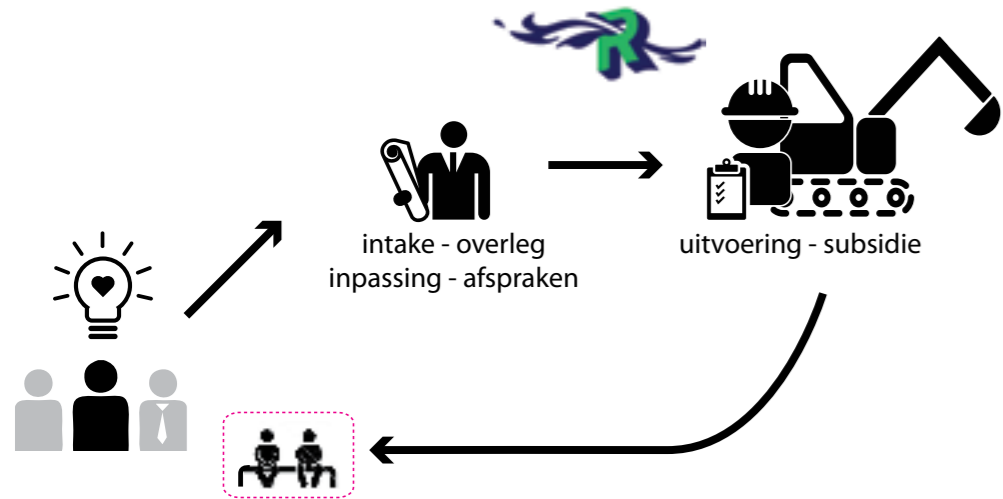 R
intake - overleg
inpassing - afspraken
uitvoering - subsidie